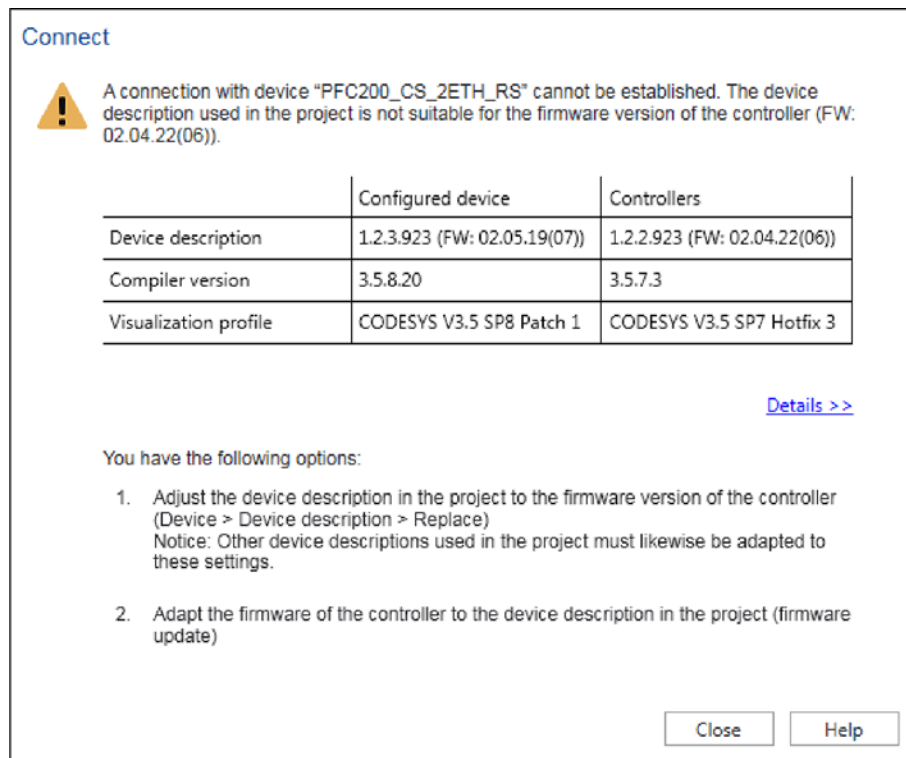 Connect
A connection with device “PFC200_CS_2ETH_RS” cannot be established. The device
description used in the project is not suitable for the firmware version of the controller (FW:
02.04.22(06)).
Configured device Controllers
Device description 1.2.3.923 (FW: 02.05.19(07)) 1.2.2.923 (FW: 02.04.22(06))
Compiler version 3.5.8.20 3.5.7.3
Visualization profile CODESYS V3.5 SP8 Patch 1 CODESYS V3.5 SP7 Hotfix 3
Details >>
You have the following options:
1. Adjust the device description in the project to the firmware version of the controller
(Device > Device description > Replace)
Notice: Other device descriptions used in the project must likewise be adapted to
these settings.
2. Adapt the firmware of the controller to the device description in the project (firmware
update)
Close Help